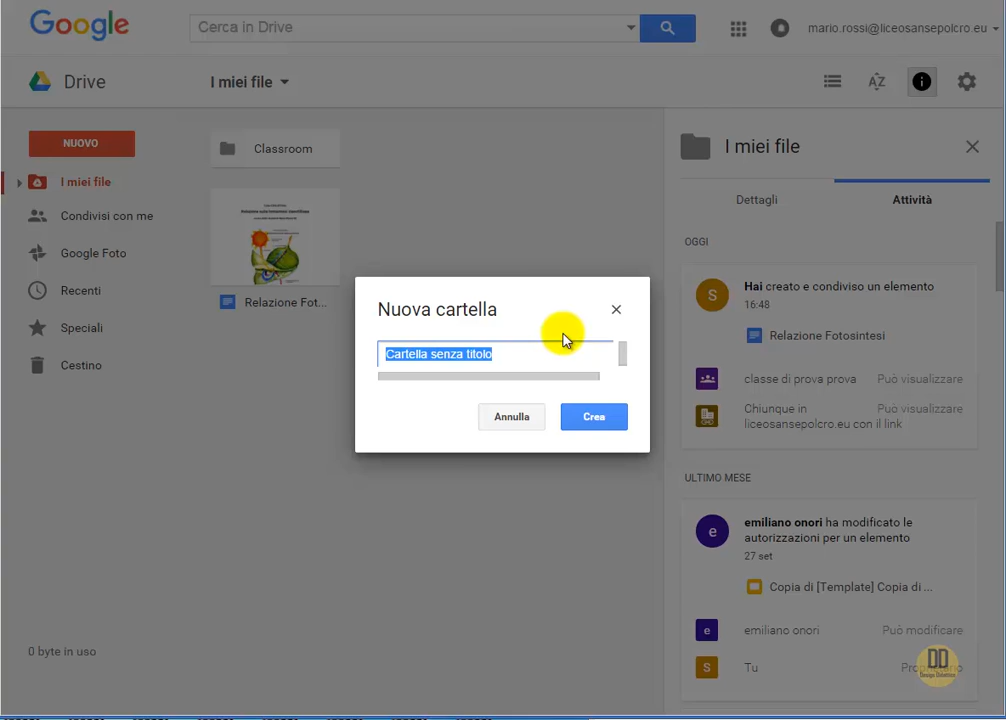 Google
Cerca in Drive
mario.rossi@liceosansepolcro.eu
Drive
I miei file
NUOVO
I miei file
Condivisi con me
Google Foto
Recenti
Speciali
Cestino
0 byte in uso
Classroom
Relazione Fot...
Nuova cartella
Cartella senza titolo
Annulla
Crea
I miei file
Dettagli
Attività
OGGI
S
Hai creato e condiviso un elemento
16:48
Relazione Fotosintesi
classe di prova prova Può visualizzare
Chiunque in Può visualizzare
liceosansepolcro.eu con il link
ULTIMO MESE
e
emiliano onori ha modificato le
autorizzazioni per un elemento
27 set
Copia di [Template] Copia di ...
e emiliano onori Può modificare
S Tu
DD